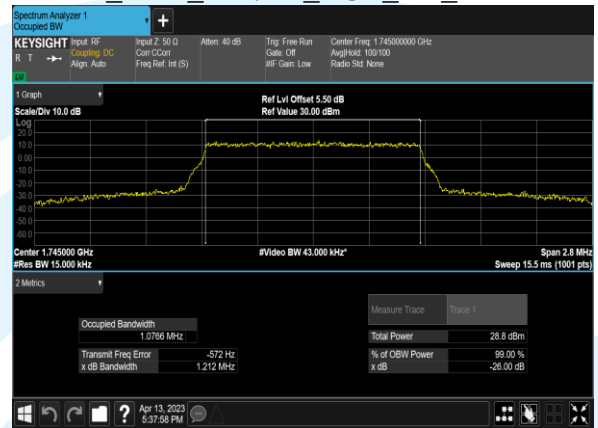 Spectrum Analyzer 1
Occupied BW
+
KEYSIGHT
R T
LV
Input: RF
Coupling: DC
Align: Auto
Input Z: 50 Ω
Corr CCorr
Freq Ref: Int (S)
Atten: 40 dB
Trig: Free Run
Gate: Off
#IF Gain: Low
Center Freq: 1.745000000 GHz
Avg|Hold: 100/100
Radio Std: None
1 Graph
Scale/Div 10.0 dB
Ref Lvl Offset 5.50 dB
Ref Value 30.00 dBm
Log
20.0
10.0
0.00
-10.0
-20.0
-30.0
-40.0
-50.0
-60.0
Center 1.745000 GHz
#Res BW 15.000 kHz
#Video BW 43.000 kHz*
Span 2.8 MHz
Sweep 15.5 ms (1001 pts)
2 Metrics
Measure Trace Trace 1
Occupied Bandwidth
1.0766 MHz
Total Power 28.8 dBm
Transmit Freq Error -572 Hz
% of OBW Power 99.00 %
x dB Bandwidth 1.212 MHz
x dB -26.00 dB
?
Apr 13, 2023
5:37:58 PM